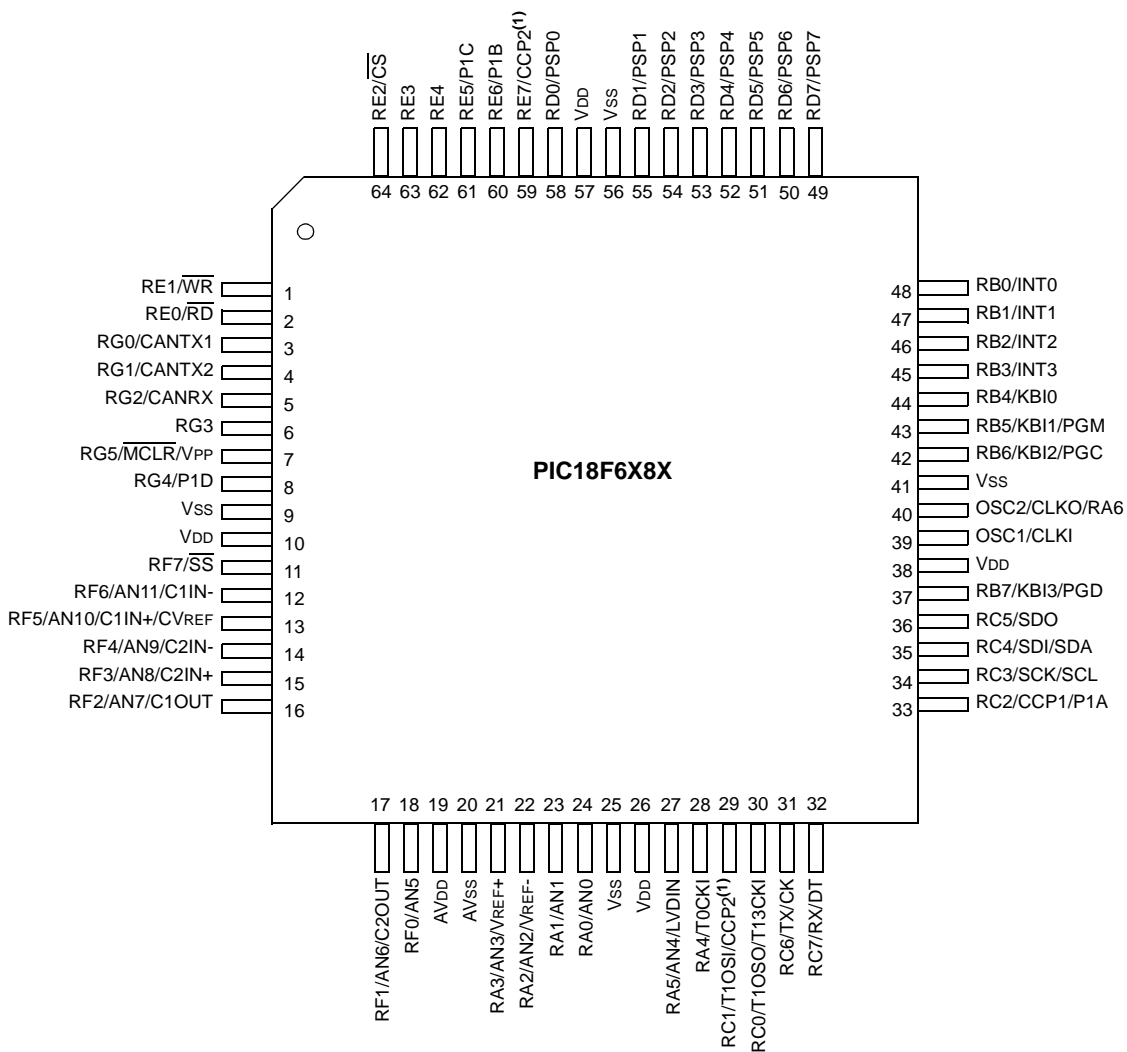 RE2/CS
RE3
RE4
RE5/P1C
RE6/P1B
RE7/CCP2(1)
RD0/PSP0
VDD
VSS
RD1/PSP1
RD2/PSP2
RD3/PSP3
RD4/PSP4
RD5/PSP5
RD6/PSP6
RD7/PSP7
64 63 62 61 60 59 58 57 56 55 54 53 52 51 50 49
RE1/WR 1
RE0/RD 2
RG0/CANTX1 3
RG1/CANTX2 4
RG2/CANRX 5
RG3 6
RG5/MCLR/VPP 7
RG4/P1D 8
VSS 9
VDD 10
RF7/SS 11
RF6/AN11/C1IN- 12
RF5/AN10/C1IN+/CVREF 13
RF4/AN9/C2IN- 14
RF3/AN8/C2IN+ 15
RF2/AN7/C1OUT 16
PIC18F6X8X
48 RB0/INT0
47 RB1/INT1
46 RB2/INT2
45 RB3/INT3
44 RB4/KBI0
43 RB5/KBI1/PGM
42 RB6/KBI2/PGC
41 VSS
40 OSC2/CLKO/RA6
39 OSC1/CLKI
38 VDD
37 RB7/KBI3/PGD
36 RC5/SDO
35 RC4/SDI/SDA
34 RC3/SCK/SCL
33 RC2/CCP1/P1A
17 18 19 20 21 22 23 24 25 26 27 28 29 30 31 32
RF1/AN6/C2OUT
RF0/AN5
AVDD
AVSS
RA3/AN3/VREF+
RA2/AN2/VREF-
RA1/AN1
RA0/AN0
VSS
VDD
RA5/AN4/LVDIN
RA4/T0CKI
RC1/T1OSI/CCP2(1)
RC0/T1OSO/T13CKI
RC6/TX/CK
RC7/RX/DT